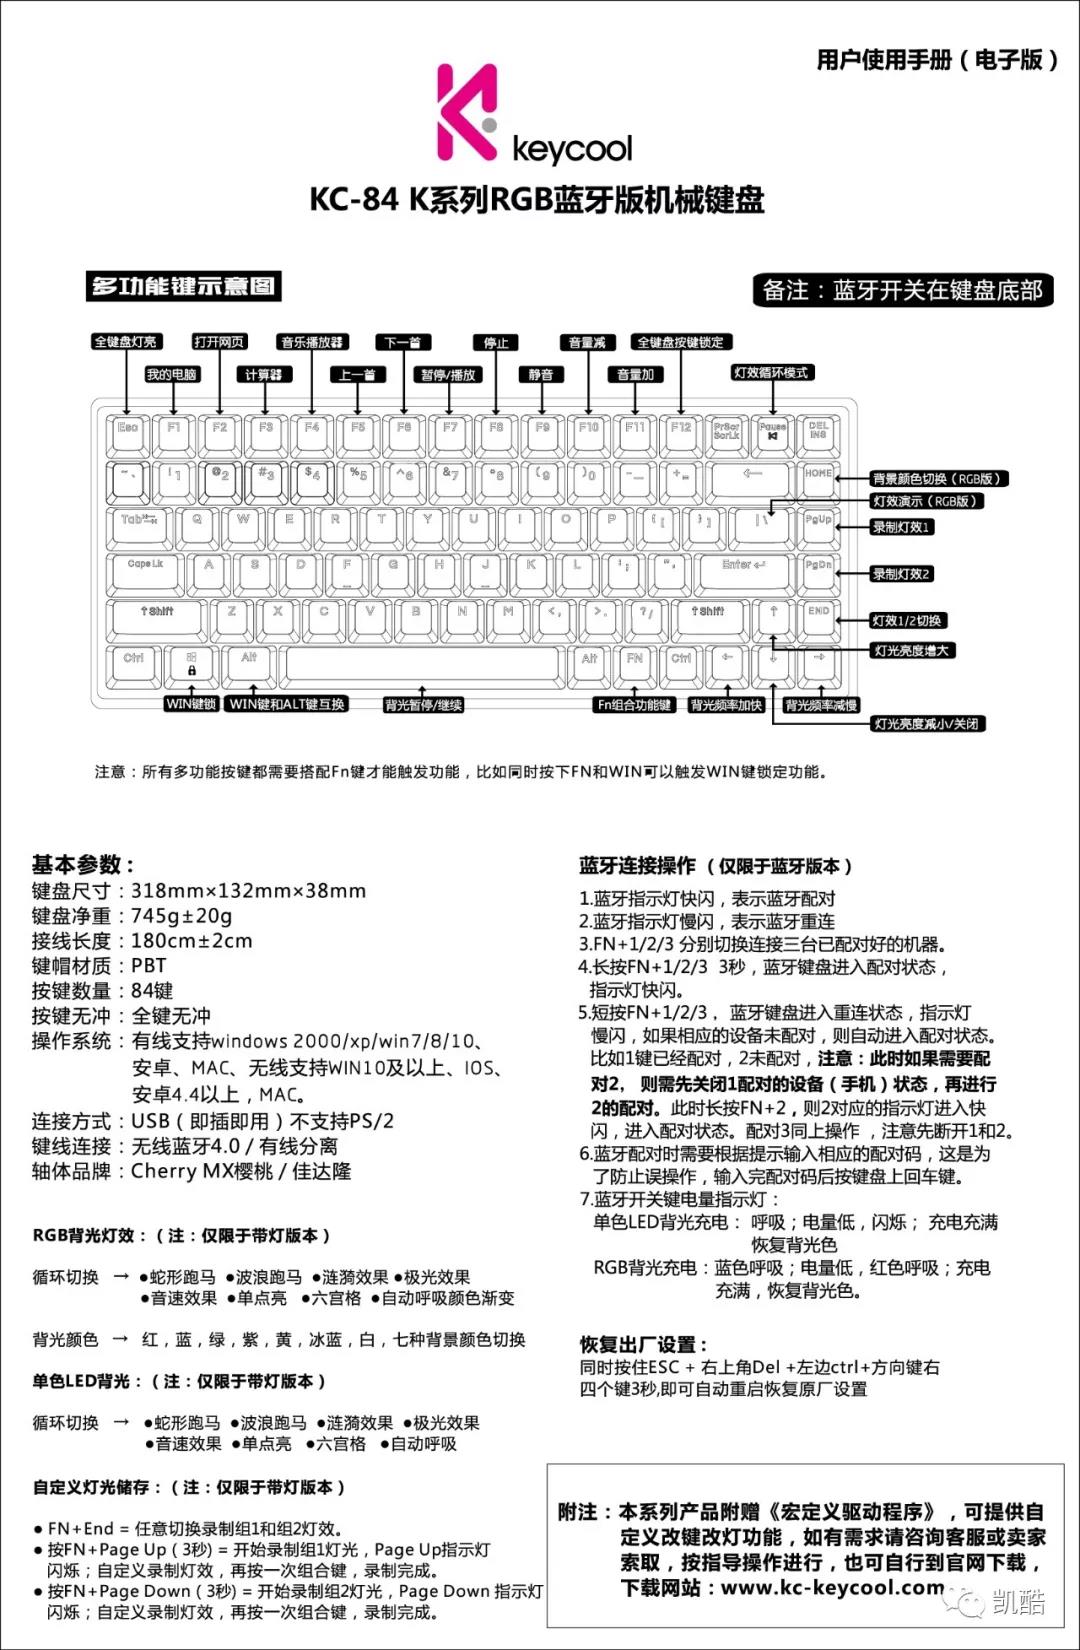 用户使用手册（电子版）
keycool
KC-84 K系列RGB蓝牙版机械键盘
多功能键示意图
备注：蓝牙开关在键盘底部
全键盘灯亮 打开网页 音乐播放器 下一首 停止 音量减 全键盘按键锁定
我的电脑 计算器 上一首 暂停/播放 静音 音量加 灯效循环模式
Esc F1 F2 F3 F4 F5 F6 F7 F8 F9 F10 F11 F12 PrScr Pause DEL
ScrLk INS
~` !1 @2 #3 $4 %5 ^6 &7 *8 (9 )0 -_ += ← HOME
背景颜色切换（RGB版）
灯效演示（RGB版）
Tab Q W E R T Y U I O P {[ }] |\ PgUp
录制灯效1
Caps Lk A S D F G H J K L :; ", Enter PgDn
录制灯效2
↑Shift Z X C V B N M <, >. ?/ ↑Shift ↑ END
灯效1/2切换
灯光亮度增大
Ctrl Alt Alt FN Ctrl ← ↓ →
WIN键锁 WIN键和ALT键互换 背光暂停/继续 Fn组合功能键 背光频率加快 背光频率减慢
灯光亮度减小/关闭
注意：所有多功能按键都需要搭配Fn键才能触发功能，比如同时按下FN和WIN可以触发WIN键锁定功能。
基本参数：
键盘尺寸：318mm×132mm×38mm
键盘净重：745g±20g
接线长度：180cm±2cm
键帽材质：PBT
按键数量：84键
按键无冲：全键无冲
操作系统：有线支持windows 2000/xp/win7/8/10、
安卓、MAC、无线支持WIN10及以上、IOS、
安卓4.4以上，MAC。
连接方式：USB（即插即用）不支持PS/2
键线连接：无线蓝牙4.0 / 有线分离
轴体品牌：Cherry MX樱桃 / 佳达隆
RGB背光灯效：（注：仅限于带灯版本）
循环切换 → ●蛇形跑马 ●波浪跑马 ●涟漪效果 ●极光效果
●音速效果 ●单点亮 ●六宫格 ●自动呼吸颜色渐变
背光颜色 → 红，蓝，绿，紫，黄，冰蓝，白，七种背景颜色切换
单色LED背光：（注：仅限于带灯版本）
循环切换 → ●蛇形跑马 ●波浪跑马 ●涟漪效果 ●极光效果
●音速效果 ●单点亮 ●六宫格 ●自动呼吸
自定义灯光储存：（注：仅限于带灯版本）
● FN+End = 任意切换录制组1和组2灯效。
● 按FN+Page Up（3秒) = 开始录制组1灯光，Page Up指示灯
闪烁；自定义录制灯效，再按一次组合键，录制完成。
● 按FN+Page Down（3秒) = 开始录制组2灯光，Page Down 指示灯
闪烁；自定义录制灯效，再按一次组合键，录制完成。
蓝牙连接操作 （仅限于蓝牙版本）
1.蓝牙指示灯快闪，表示蓝牙配对
2.蓝牙指示灯慢闪，表示蓝牙重连
3.FN+1/2/3 分别切换连接三台已配对好的机器。
4.长按FN+1/2/3 3秒，蓝牙键盘进入配对状态，
指示灯快闪。
5.短按FN+1/2/3，蓝牙键盘进入重连状态，指示灯
慢闪，如果相应的设备未配对，则自动进入配对状态。
比如1键已经配对，2未配对，注意：此时如果需要配
对2， 则需先关闭1配对的设备（手机）状态，再进行
2的配对。此时长按FN+2，则2对应的指示灯进入快
闪，进入配对状态。配对3同上操作 ，注意先断开1和2。
6.蓝牙配对时需要根据提示输入相应的配对码，这是为
了防止误操作，输入完配对码后按键盘上回车键。
7.蓝牙开关键电量指示灯：
单色LED背光充电： 呼吸；电量低，闪烁； 充电充满
恢复背光色
RGB背光充电：蓝色呼吸；电量低，红色呼吸；充电
充满，恢复背光色。
恢复出厂设置：
同时按住ESC + 右上角Del +左边ctrl+方向键右
四个键3秒,即可自动重启恢复原厂设置
附注：本系列产品附赠《宏定义驱动程序》，可提供自
定义改键改灯功能，如有需求请咨询客服或卖家
索取，按指导操作进行，也可自行到官网下载，
下载网站：www.kc-keycool.com
凯酷